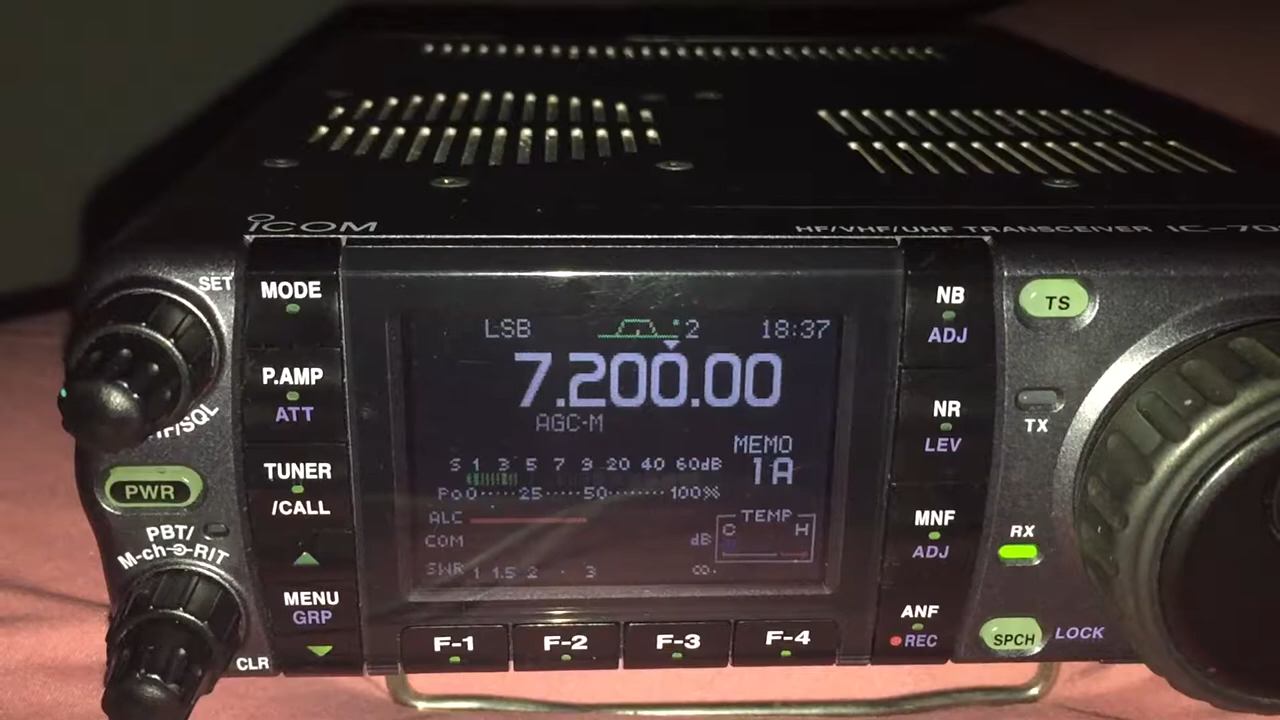 ICOM
HF/VHF/UHF TRANSCEIVER IC-70
SET
MODE
P.AMP
ATT
TUNER
/CALL
MENU
GRP
PWR
PBT/
M-ch RIT
CLR
LSB 2 18:37
7.200.00
AGC-M
MEMO
1A
S 1 3 5 7 9 20 40 60dB
Po 0 25 50 100%
ALC
COM dB
SWR 1 1.5 2 3 ∞
TEMP
C H
F-1 F-2 F-3 F-4
NB
ADJ
NR
LEV
MNF
ADJ
ANF
REC
TS
TX
RX
SPCH LOCK